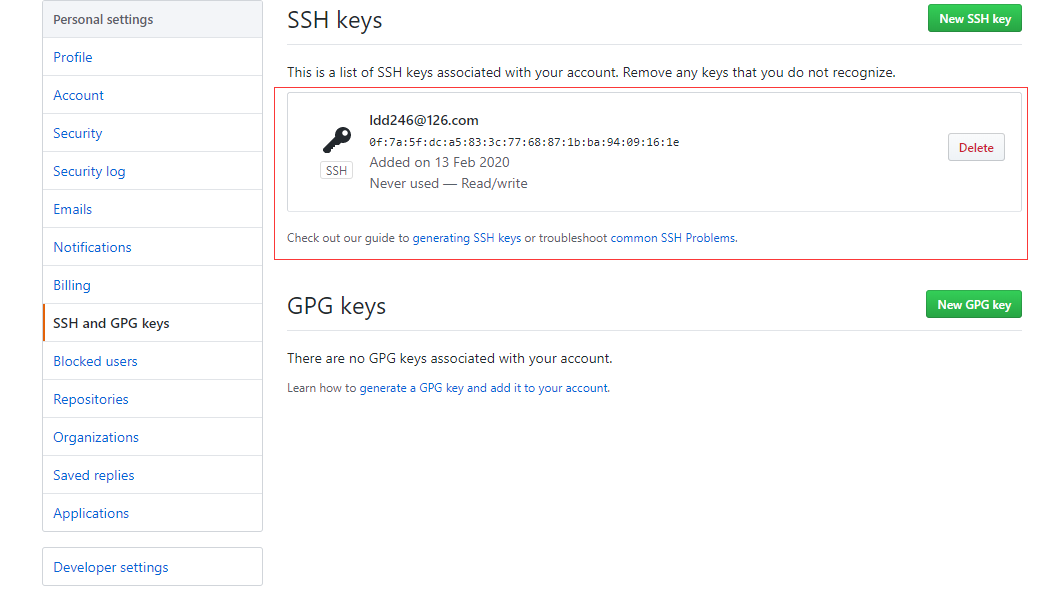 Personal settings
Profile
Account
Security
Security log
Emails
Notifications
Billing
SSH and GPG keys
Blocked users
Repositories
Organizations
Saved replies
Applications
Developer settings
SSH keys
New SSH key
This is a list of SSH keys associated with your account. Remove any keys that you do not recognize.
ldd246@126.com
0f:7a:5f:dc:a5:83:3c:77:68:87:1b:ba:94:09:16:1e
Added on 13 Feb 2020
Never used — Read/write
SSH
Delete
Check out our guide to generating SSH keys or troubleshoot common SSH Problems.
GPG keys
New GPG key
There are no GPG keys associated with your account.
Learn how to generate a GPG key and add it to your account.